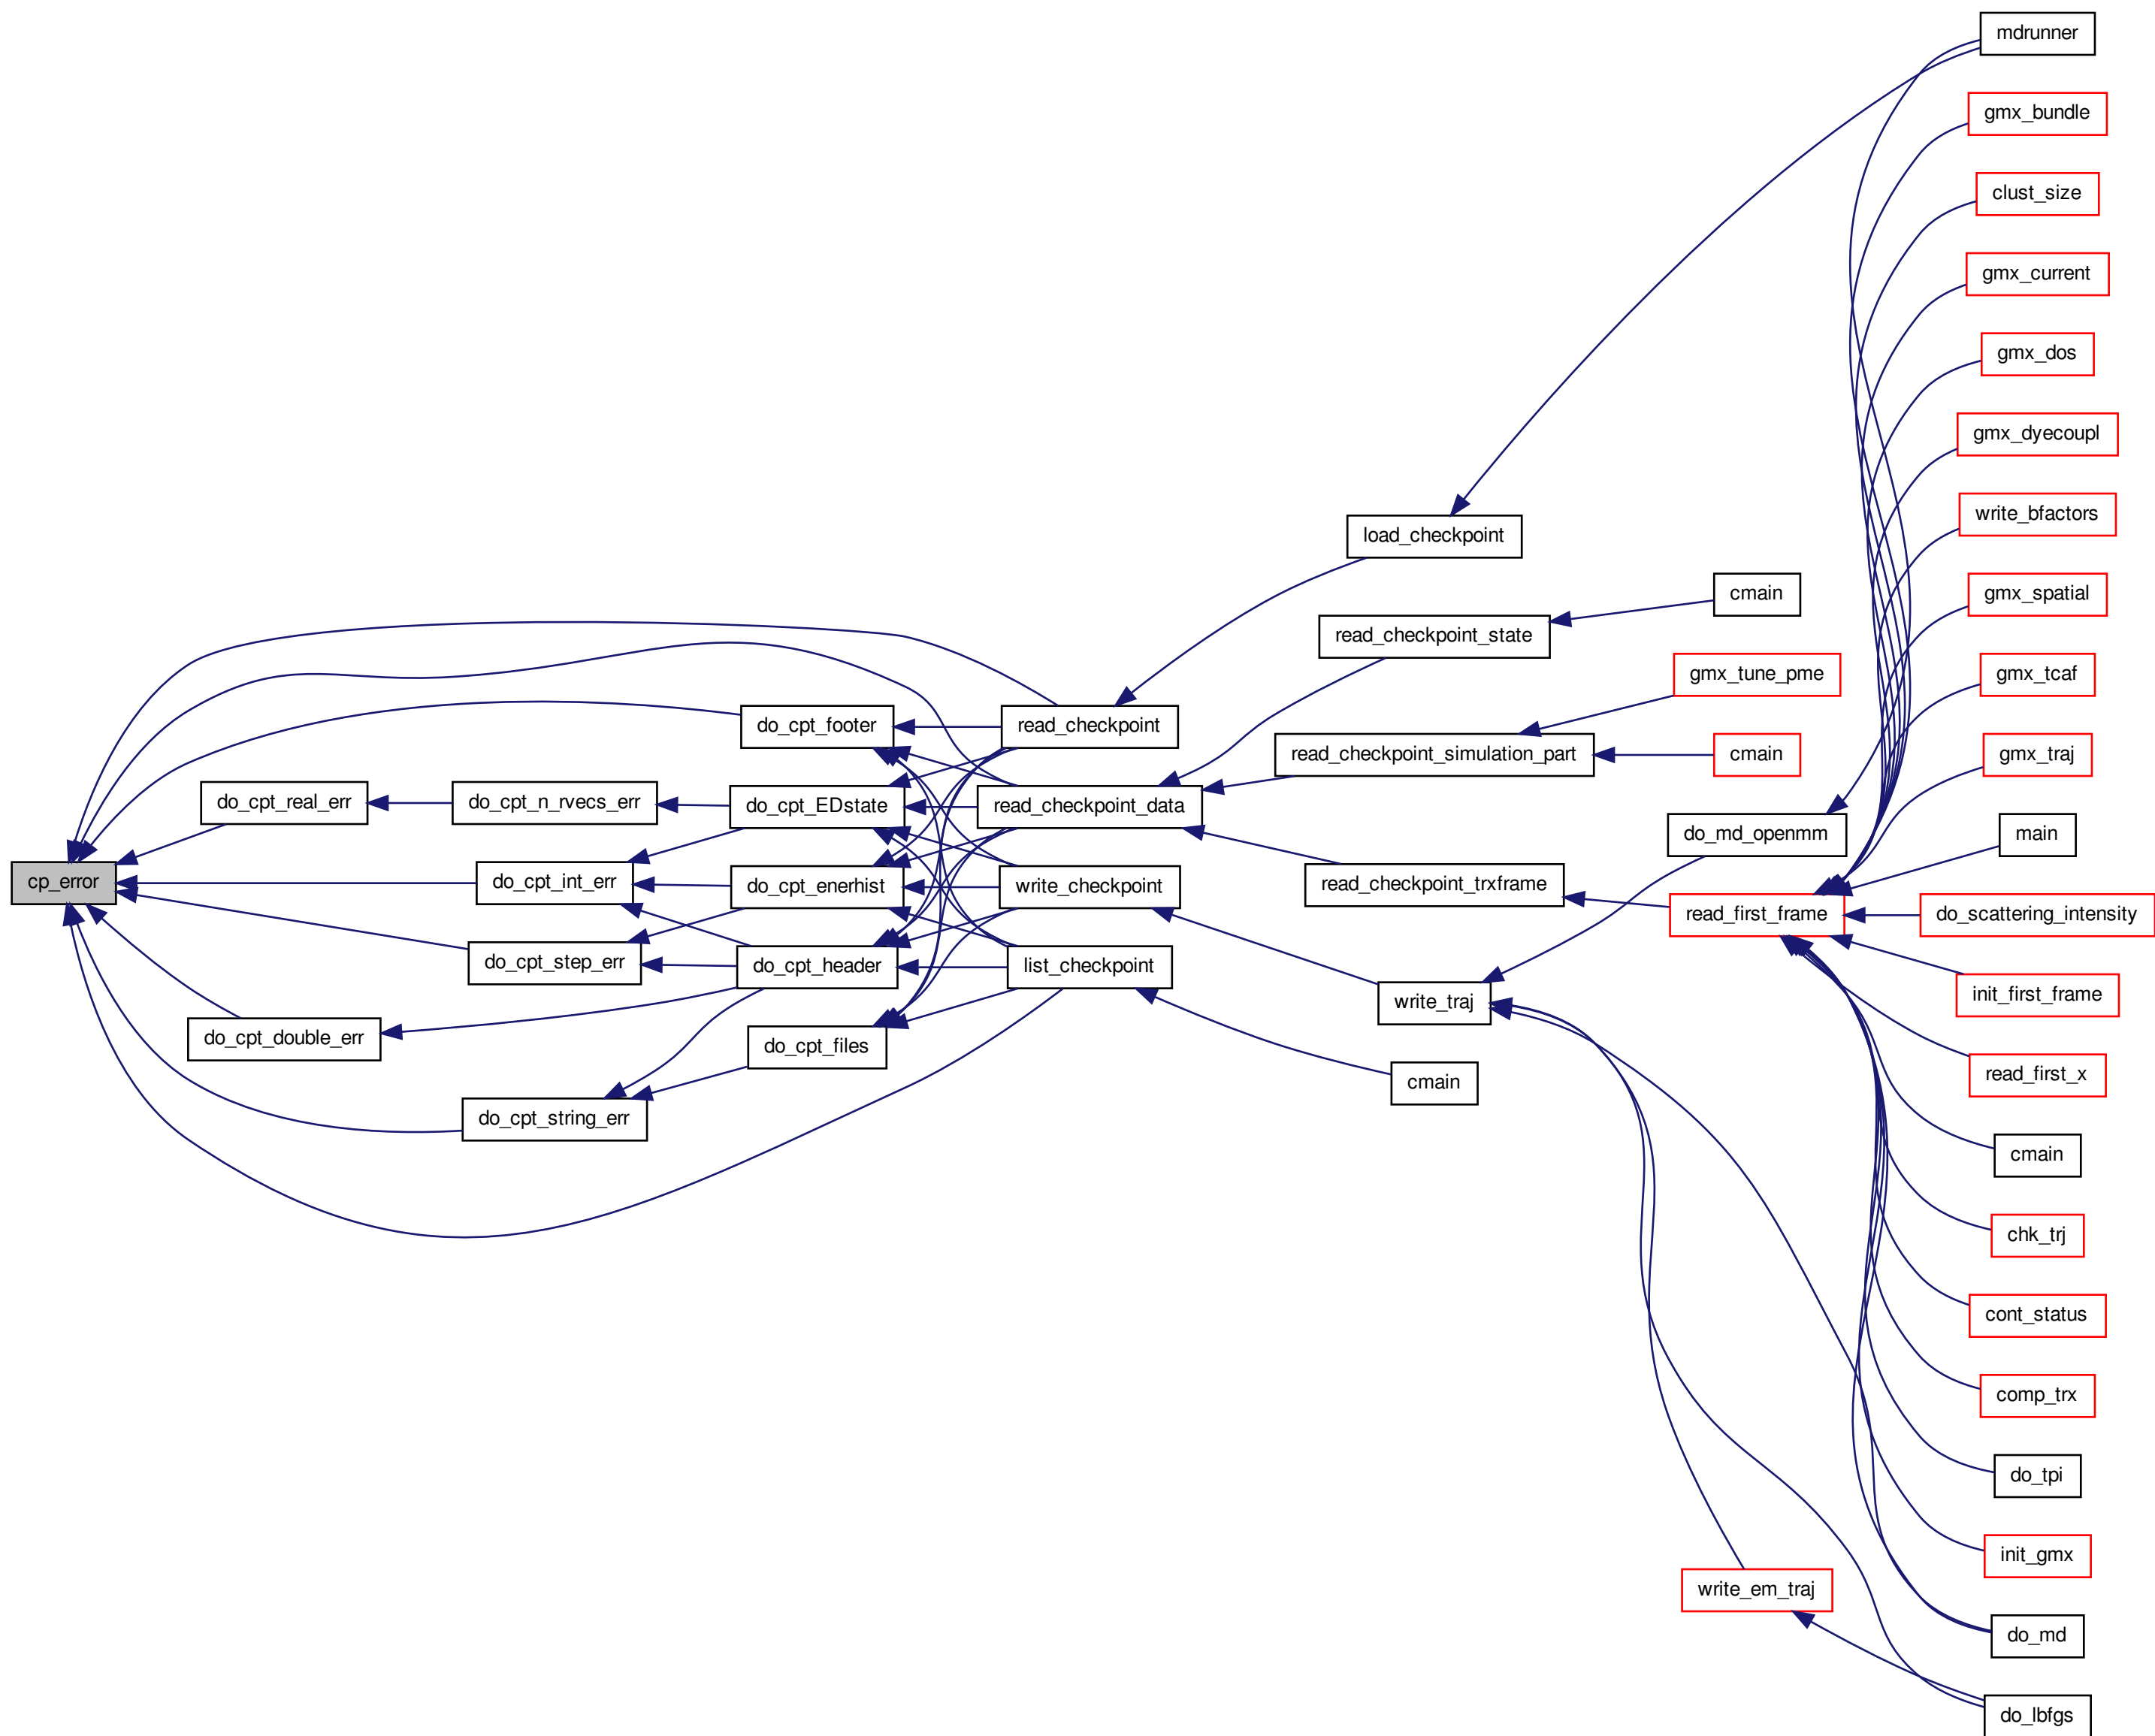 mdrunner
gmx_bundle
clust_size
gmx_current
gmx_dos
gmx_dyecoupl
write_bfactors
load_checkpoint
cmain
gmx_spatial
read_checkpoint_state
gmx_tune_pme
gmx_tcaf
do_cpt_footer
read_checkpoint
read_checkpoint_simulation_part
cmain
gmx_traj
do_cpt_real_err
do_cpt_n_rvecs_err
do_cpt_EDstate
read_checkpoint_data
do_md_openmm
main
cp_error
do_cpt_int_err
do_cpt_enerhist
write_checkpoint
read_checkpoint_trxframe
read_first_frame
do_scattering_intensity
do_cpt_step_err
do_cpt_header
list_checkpoint
write_traj
init_first_frame
do_cpt_double_err
do_cpt_files
cmain
read_first_x
do_cpt_string_err
cmain
chk_trj
cont_status
comp_trx
do_tpi
init_gmx
write_em_traj
do_md
do_lbfgs